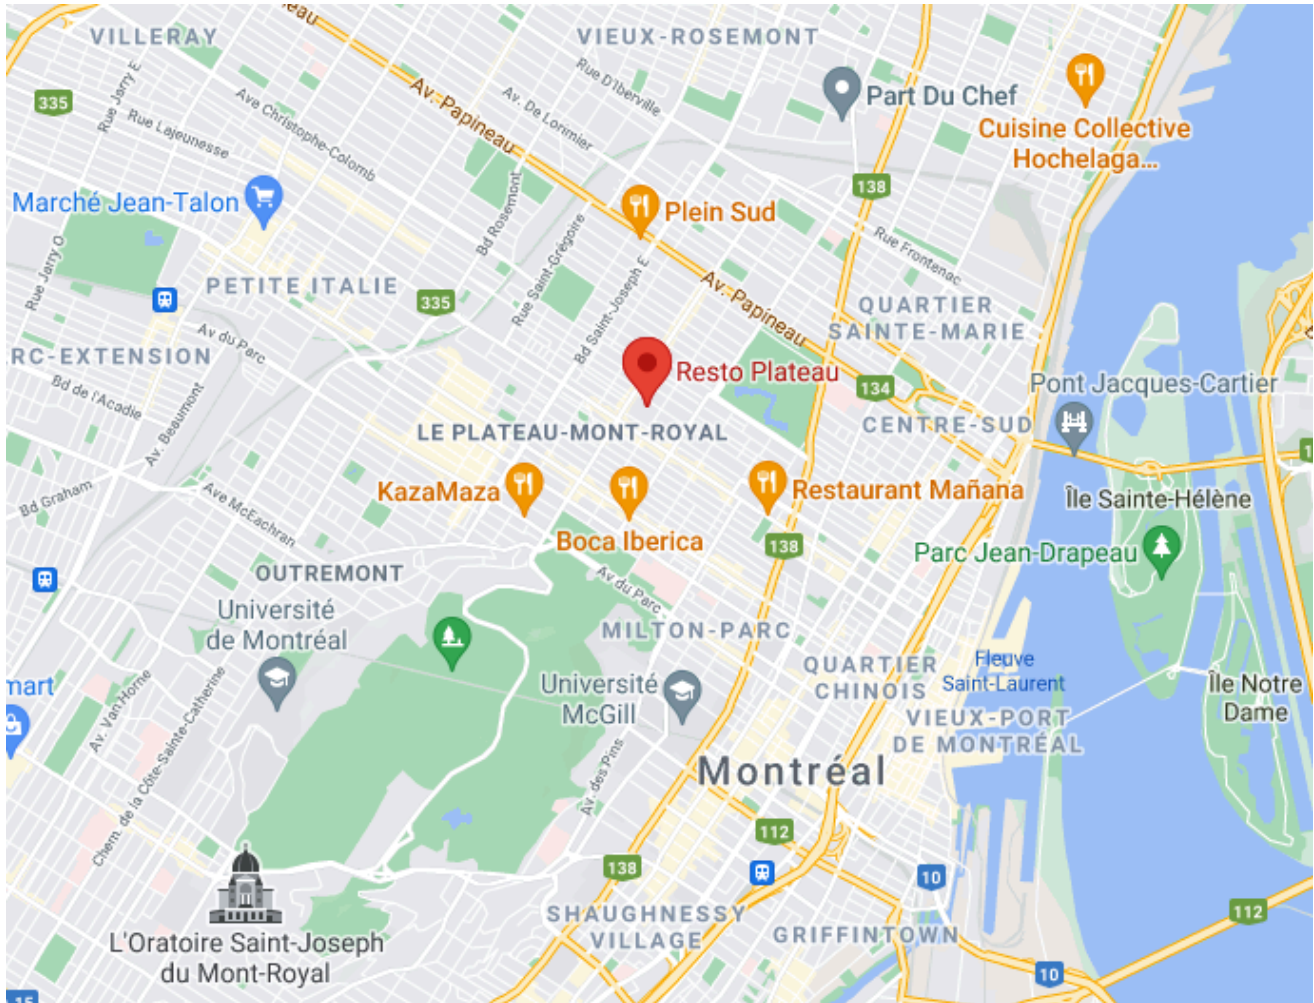 VILLERAY
VIEUX-ROSEMONT
eau
Av. Papineau
Rue Jarry E
335
Rue Lajeunesse
Ave Christophe-Colomb
Av. De Lorimier
Rue D'Iberville
Part Du Chef
Cuisine Collective
Hochelaga...
138
Marché Jean-Talon
Plein Sud
Bd Rosemont
Rue Saint-Grégoire
Rue Frontenac
Rue Jarry O
PETITE ITALIE
335
Bd Saint-Joseph E
Av. Papineau
QUARTIER
SAINTE-MARIE
RC-EXTENSION
Av du Parc
Bd de l'Acadie
Av. Beaumont
Resto Plateau
134
Pont Jacques-Cartier
LE PLATEAU-MONT-ROYAL
CENTRE-SUD
1
Bd Graham
Ave McEachran
KazaMaza
Boca Iberica
Restaurant Mañana
138
Île Sainte-Hélène
Parc Jean-Drapeau
OUTREMONT
Av du Parc
Université
de Montréal
MILTON-PARC
Université
McGill
QUARTIER
CHINOIS
Fleuve
Saint-Laurent
Île Notre
Dame
mart
Av. Van Horne
VIEUX-PORT
DE MONTRÉAL
Chem. de la Côte-Sainte-Catherine
Av. des Pins
Montréal
112
138
10
SHAUGHNESSY
VILLAGE
GRIFFINTOWN
112
L'Oratoire Saint-Joseph
du Mont-Royal
10
15